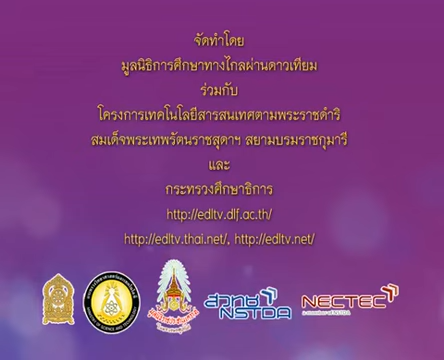 จัดทำโดย
มูลนิธิการศึกษาทางไกลผ่านดาวเทียม
ร่วมกับ
โครงการเทคโนโลยีสารสนเทศตามพระราชดำริ
สมเด็จพระเทพรัตนราชสุดาฯ สยามบรมราชกุมารี
และ
กระทรวงศึกษาธิการ
http://edltv.dlf.ac.th/
http://edltv.thai.net/, http://edltv.net/
สวทช
NSTDA
NECTEC
a member of NSTDA